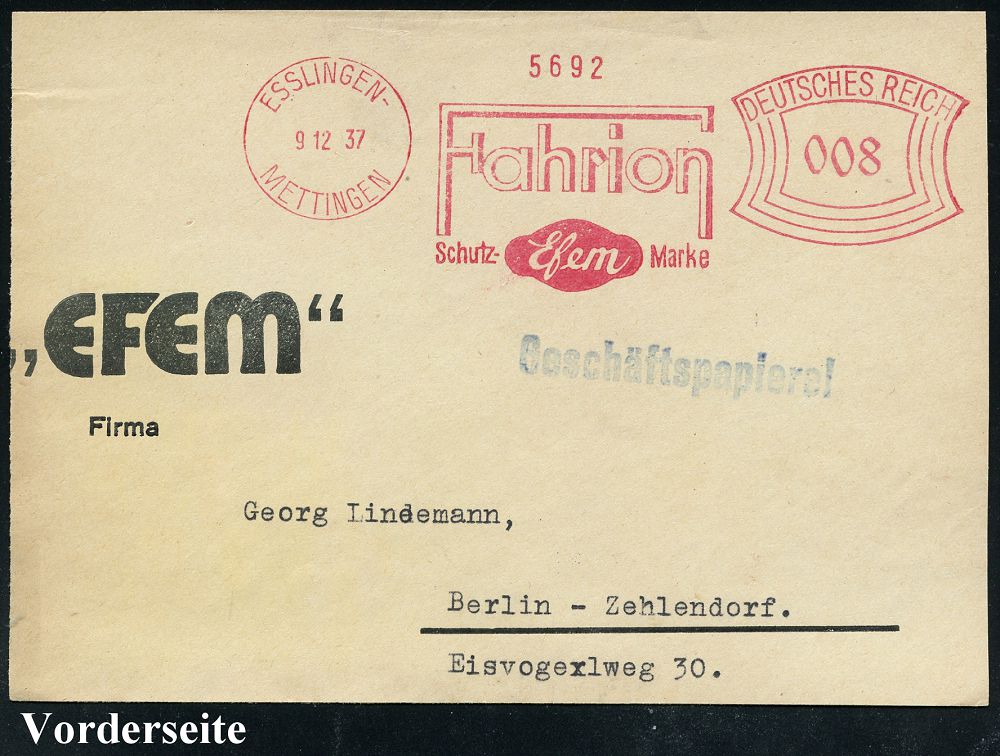 5692
ESSLINGEN-
9 12 37
METTINGEN
Fahrion
Schutz- Efem Marke
DEUTSCHES REICH
008
„EFEM“
Geschäftspapiere!
Firma
Georg Lindemann,
Berlin - Zehlendorf.
Eisvogexlweg 30.
Vorderseite